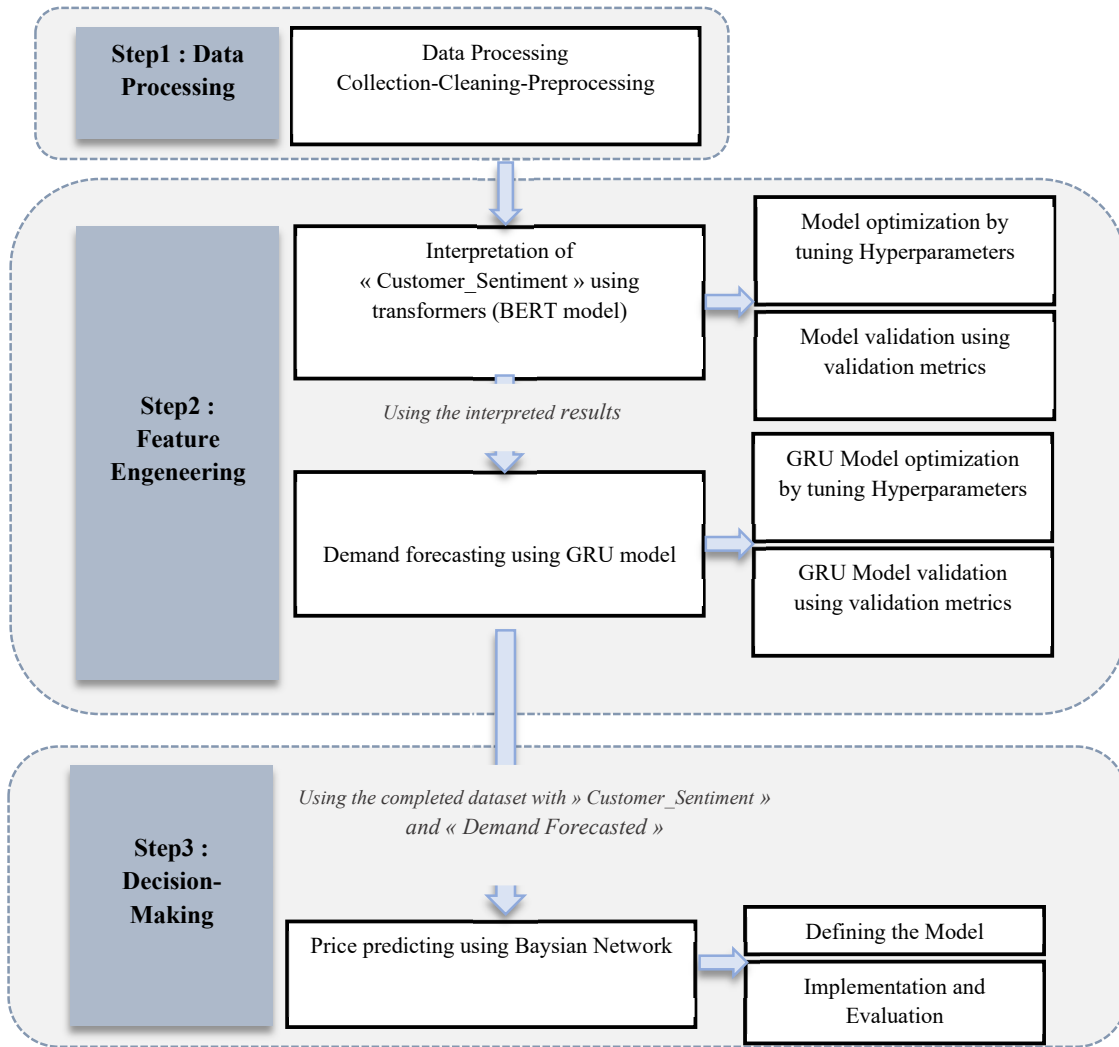 Step1 : Data
Processing
Data Processing
Collection-Cleaning-Preprocessing
Step2 :
Feature
Engeneering
Interpretation of
« Customer_Sentiment » using
transformers (BERT model)
Model optimization by
tuning Hyperparameters
Model validation using
validation metrics
Using the interpreted results
Demand forecasting using GRU model
GRU Model optimization
by tuning Hyperparameters
GRU Model validation
using validation metrics
Step3 :
Decision-
Making
Using the completed dataset with » Customer_Sentiment »
and « Demand Forecasted »
Price predicting using Baysian Network
Defining the Model
Implementation and
Evaluation